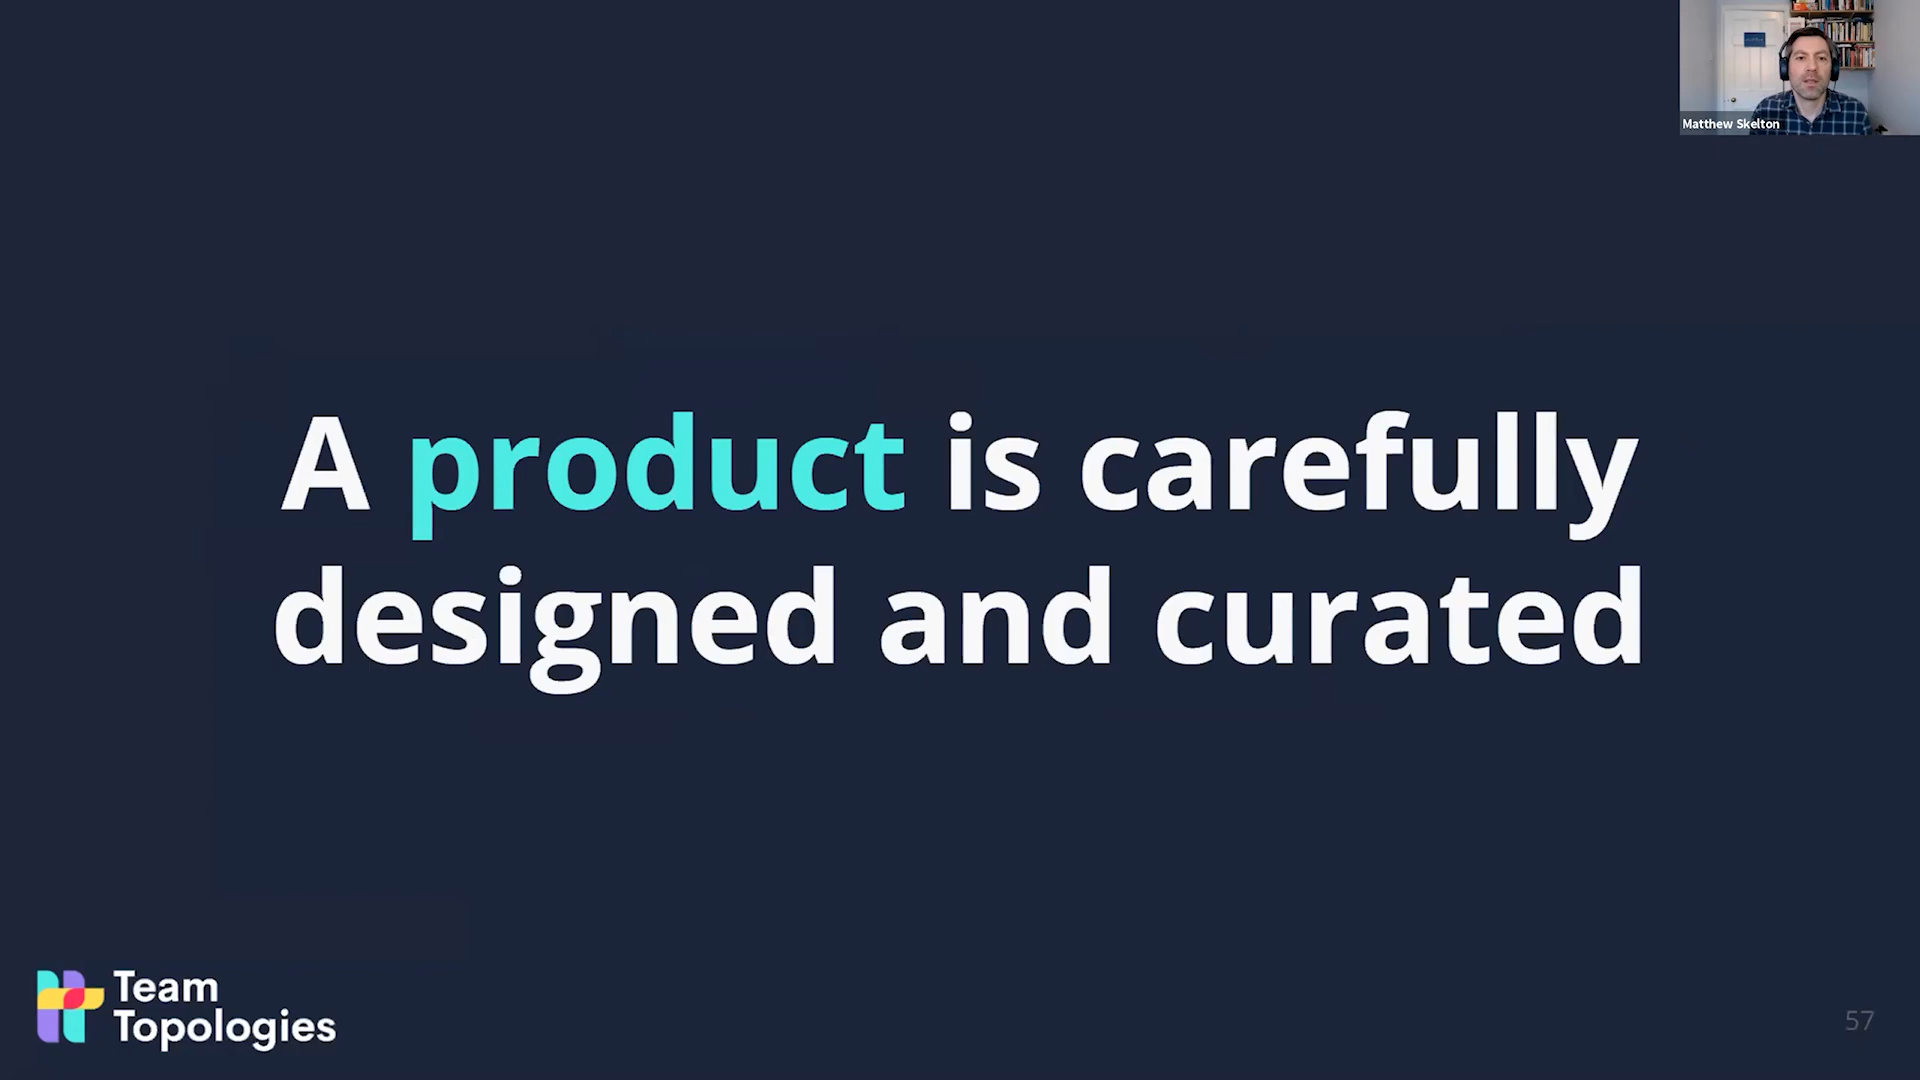 Matthew Skelton
A product is carefully
designed and curated
Team
Topologies
57